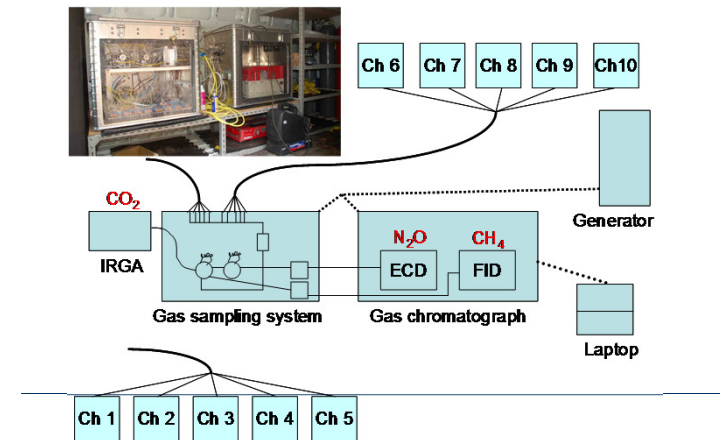 Ch 6
Ch 7
Ch 8
Ch 9
Ch10
CO₂
IRGA
Generator
N₂O
CH₄
ECD
FID
Gas sampling system
Gas chromatograph
Laptop
Ch 1
Ch 2
Ch 3
Ch 4
Ch 5